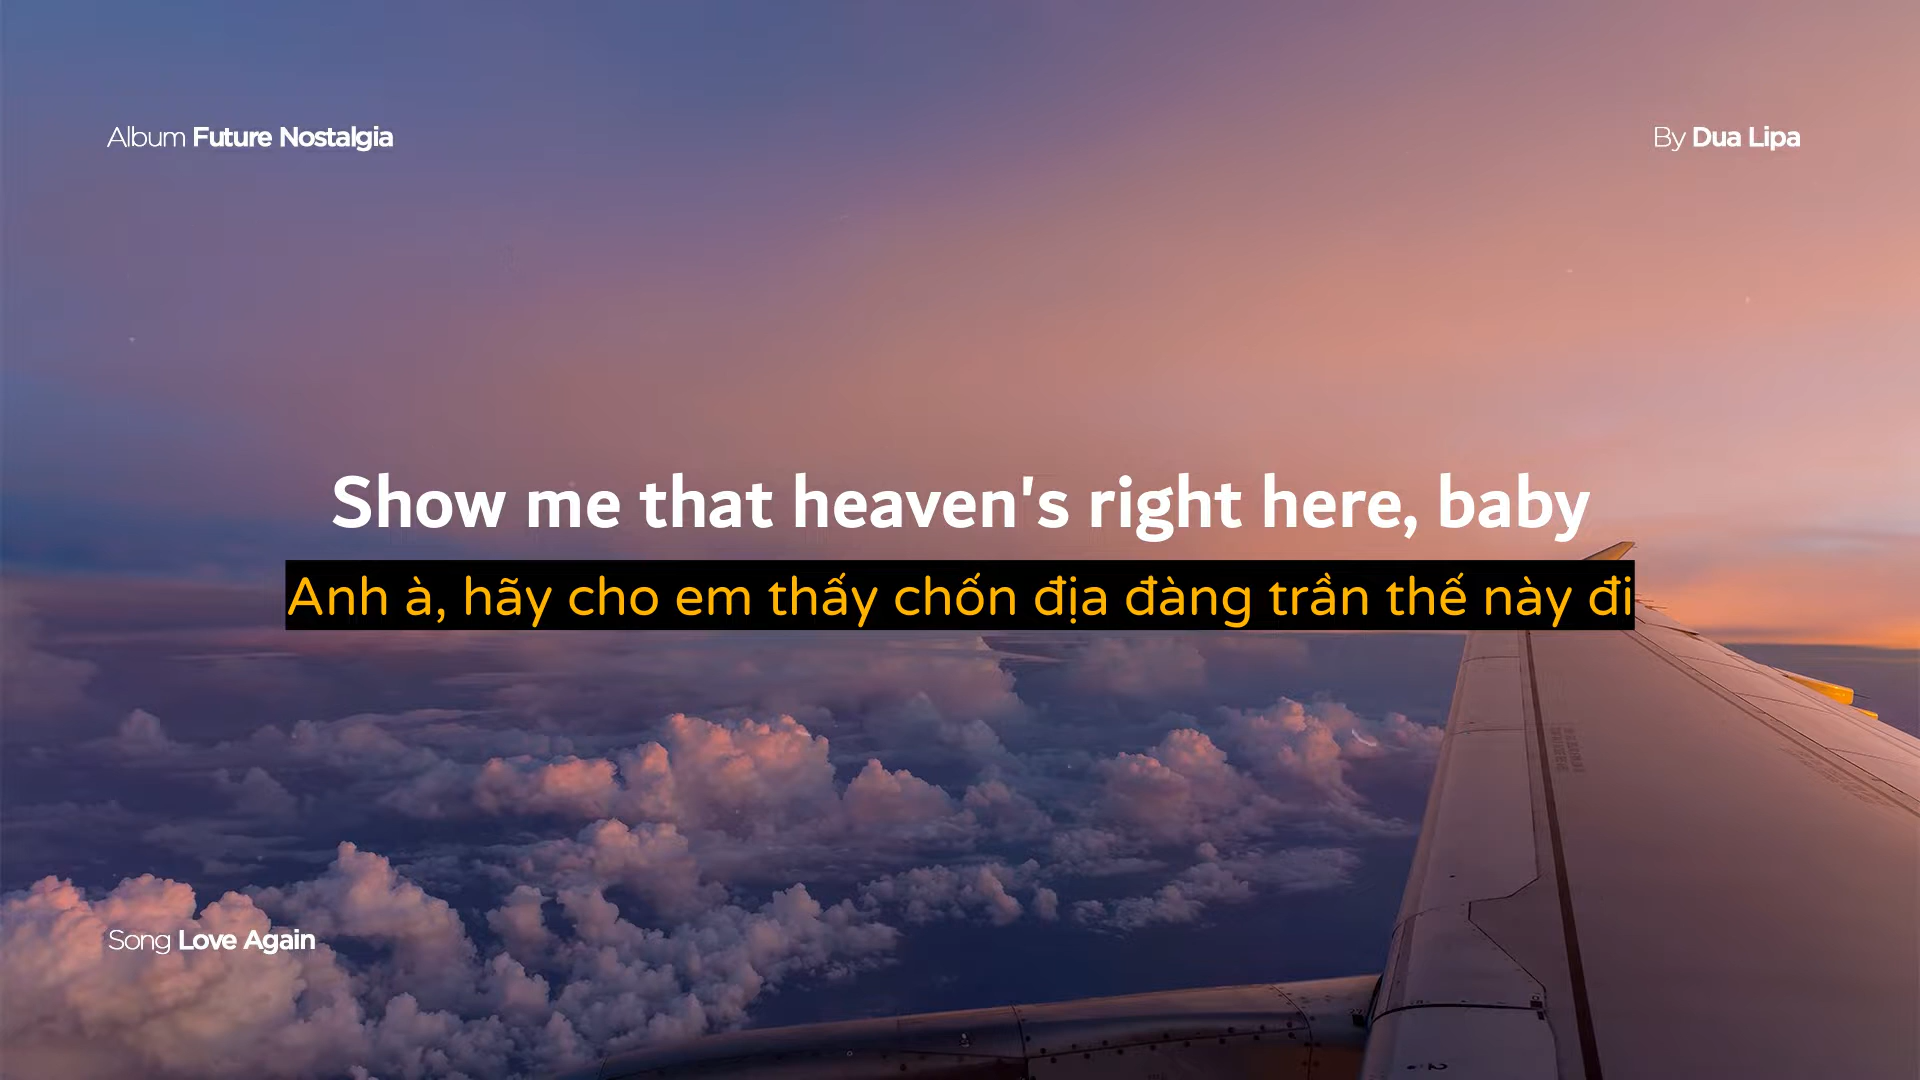 Album Future Nostalgia
By Dua Lipa
Show me that heaven's right here, baby
Anh à, hãy cho em thấy chốn địa đàng trần thế này đi
Song Love Again